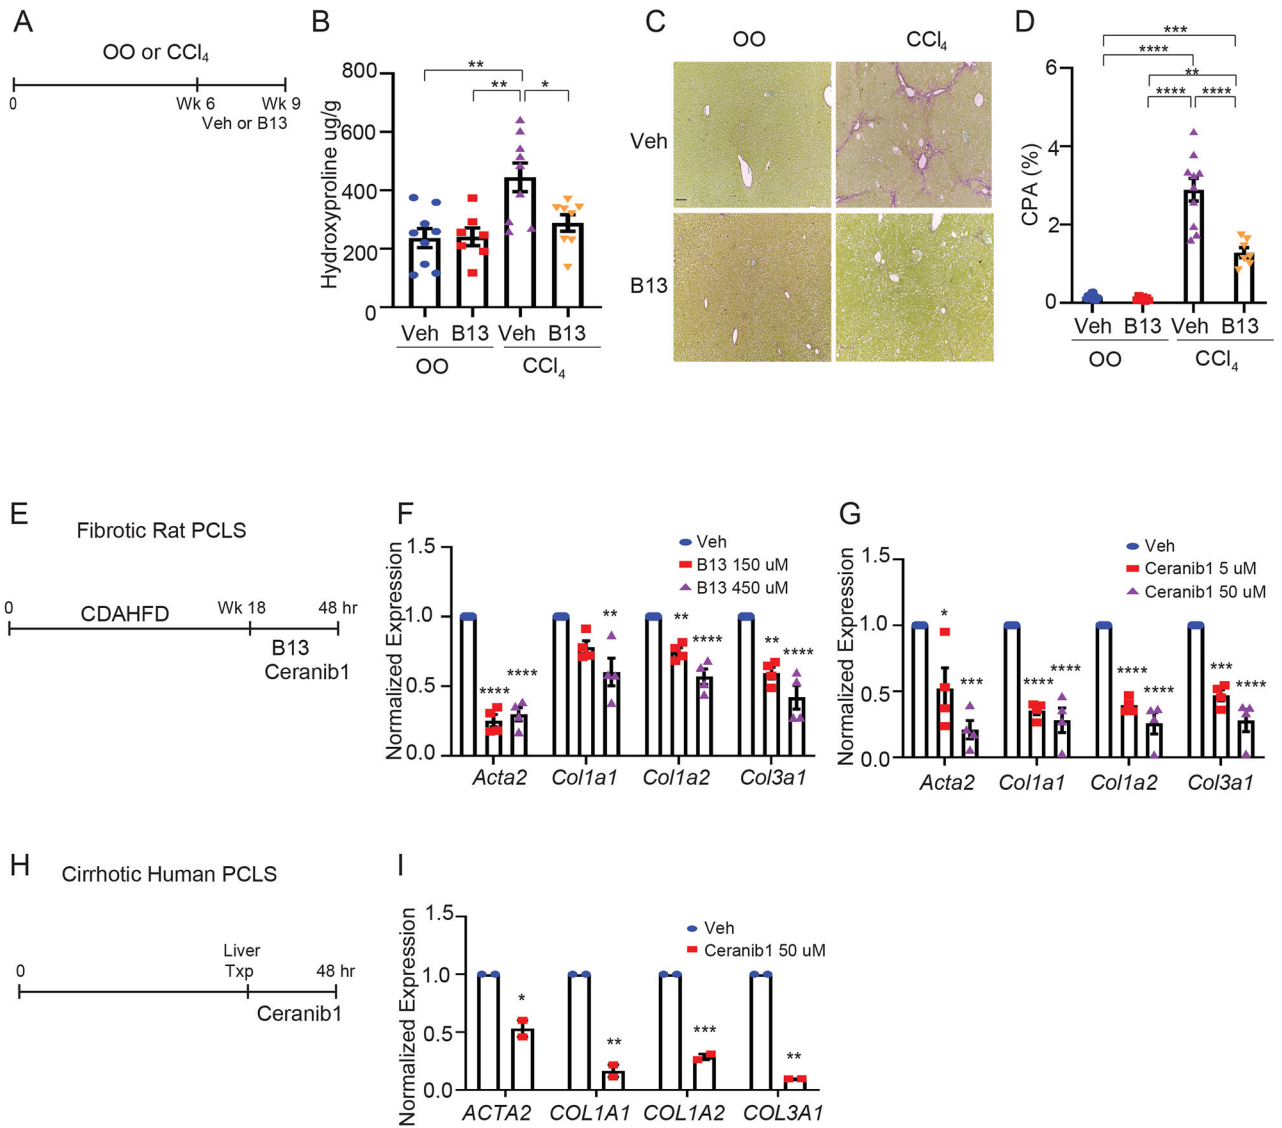 A
OO or CCl4
0
Wk 6
Wk 9
Veh or B13
B
Hydroxyproline ug/g
800
600
400
200
0
**
** *
Veh B13 Veh B13
OO CCl4
C
OO CCl4
Veh
B13
D
CPA (%)
6
4
2
0
***
****
**
**** ****
Veh B13 Veh B13
OO CCl4
E
Fibrotic Rat PCLS
0
CDAHFD
Wk 18
48 hr
B13
Ceranib1
F
Normalized Expression
1.5
1.0
0.5
0.0
Veh
B13 150 uM
B13 450 uM
**** **** ** ** **** ** ****
Acta2 Col1a1 Col1a2 Col3a1
G
Normalized Expression
1.5
1.0
0.5
0.0
Veh
Ceranib1 5 uM
Ceranib1 50 uM
* *** **** **** **** **** *** ****
Acta2 Col1a1 Col1a2 Col3a1
H
Cirrhotic Human PCLS
0
Liver
Txp
48 hr
Ceranib1
I
Normalized Expression
1.5
1.0
0.5
0.0
Veh
Ceranib1 50 uM
* ** *** **
ACTA2 COL1A1 COL1A2 COL3A1